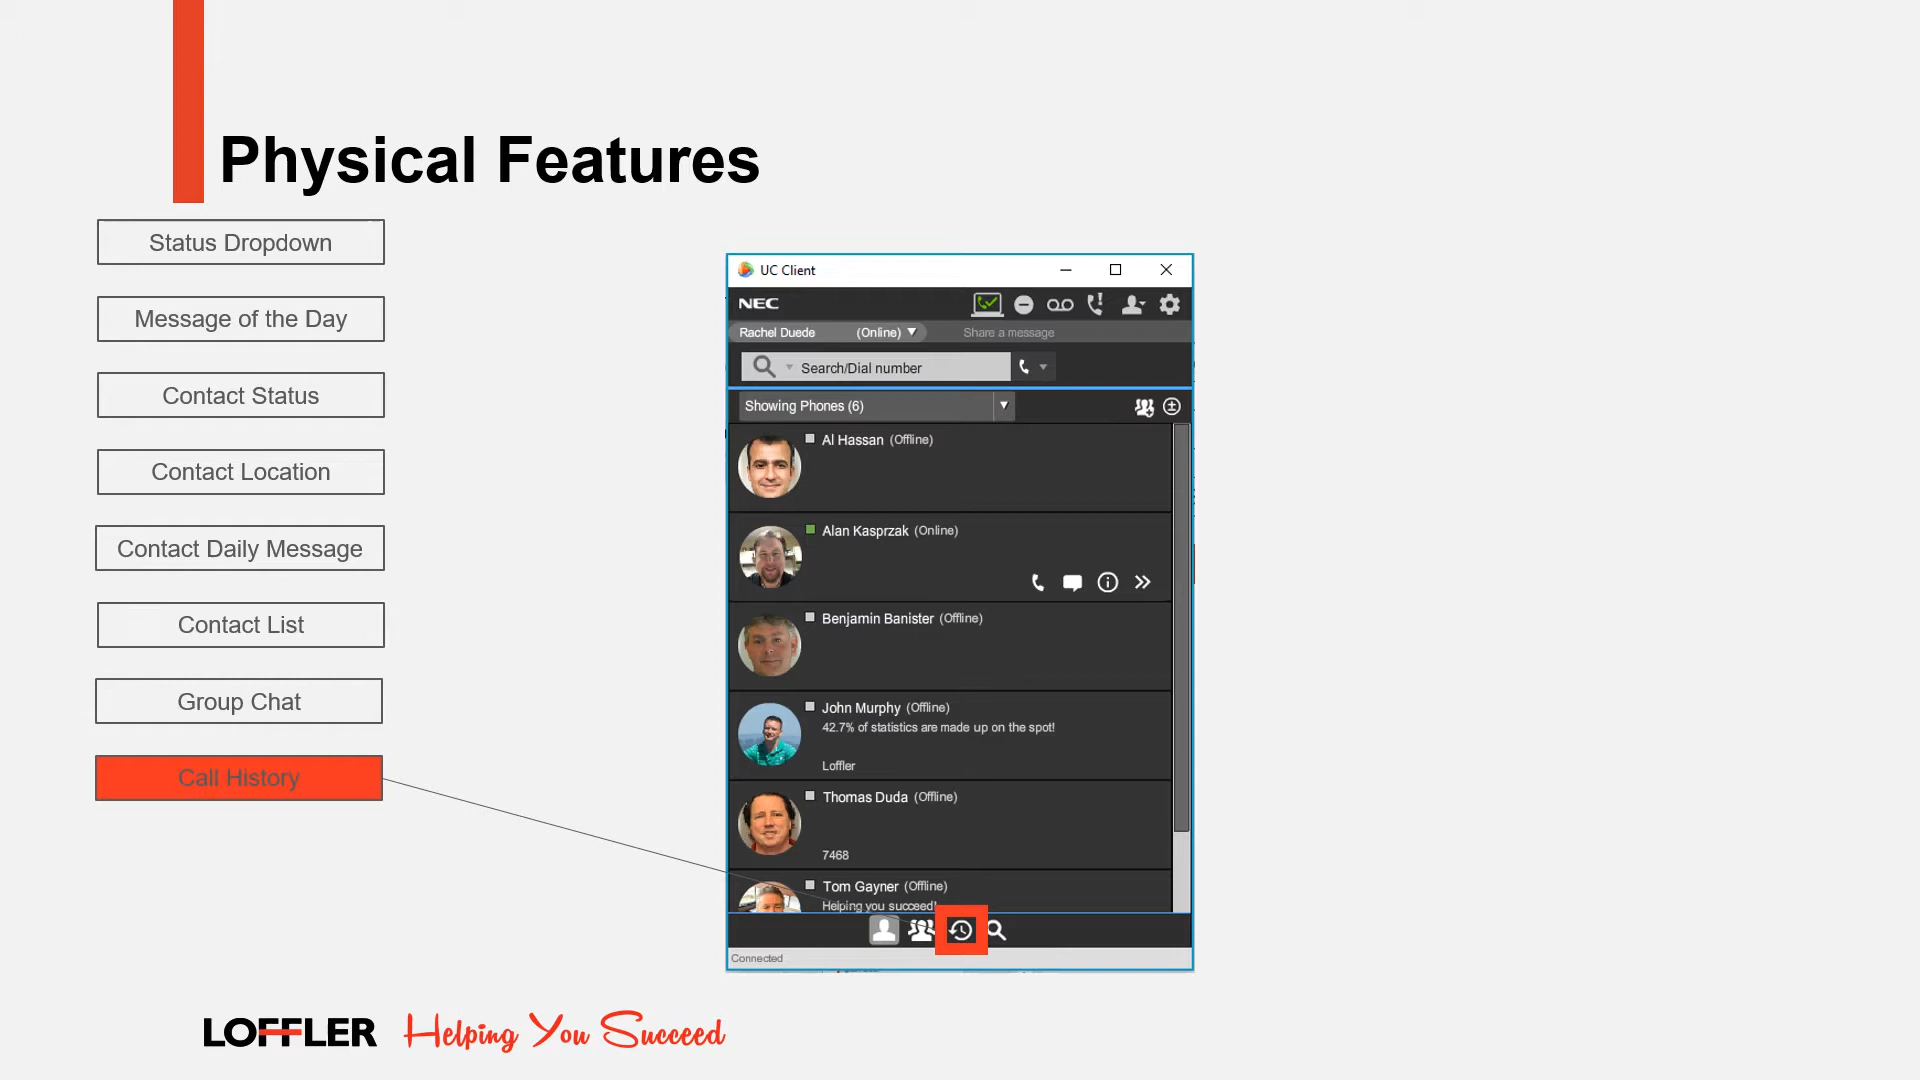 Physical Features
Status Dropdown
Message of the Day
Contact Status
Contact Location
Contact Daily Message
Contact List
Group Chat
Call History
UC Client
NEC
Rachel Duede (Online)
Share a message
Search/Dial number
Showing Phones (6)
Al Hassan (Offline)
Alan Kasprzak (Online)
Benjamin Banister (Offline)
John Murphy (Offline)
42.7% of statistics are made up on the spot!
Loffler
Thomas Duda (Offline)
7468
Tom Gayner (Offline)
Helping you succeed!
Connected
LOFFLER Helping You Succeed